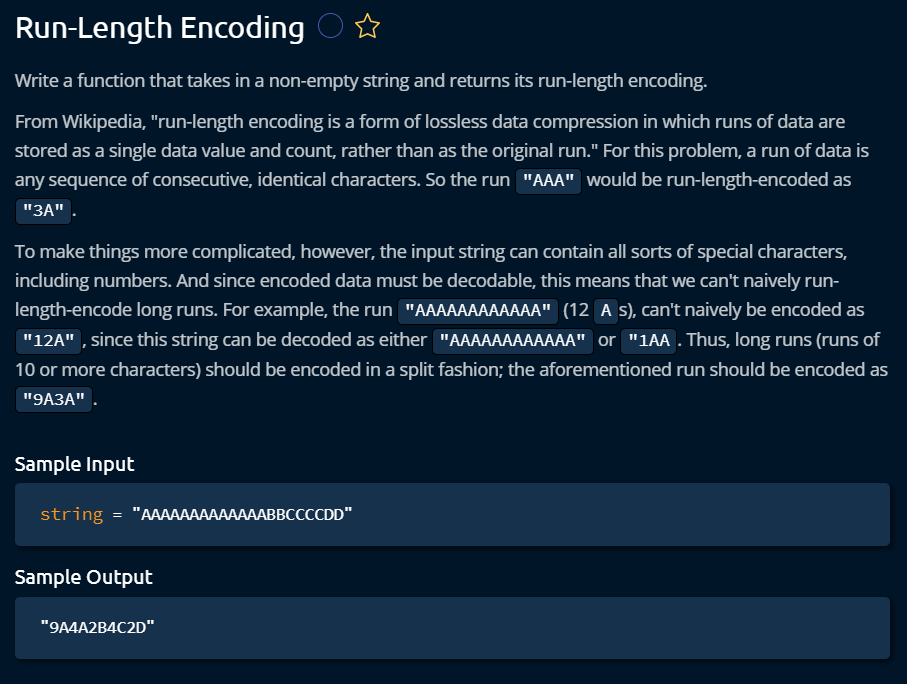 Run-Length Encoding
Write a function that takes in a non-empty string and returns its run-length encoding.
From Wikipedia, "run-length encoding is a form of lossless data compression in which runs of data are
stored as a single data value and count, rather than as the original run." For this problem, a run of data is
any sequence of consecutive, identical characters. So the run "AAA" would be run-length-encoded as
"3A".
To make things more complicated, however, the input string can contain all sorts of special characters,
including numbers. And since encoded data must be decodable, this means that we can't naively run-
length-encode long runs. For example, the run "AAAAAAAAAAAA" (12 As), can't naively be encoded as
"12A", since this string can be decoded as either "AAAAAAAAAAAA" or "1AA. Thus, long runs (runs of
10 or more characters) should be encoded in a split fashion; the aforementioned run should be encoded as
"9A3A".
Sample Input
string = "AAAAAAAAAAAAABBCCCCDD"
Sample Output
"9A4A2B4C2D"